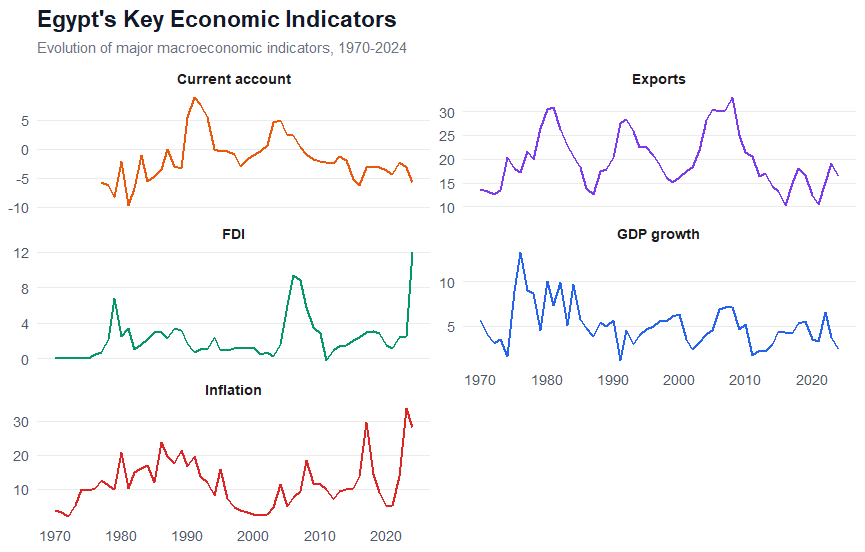 Egypt's Key Economic Indicators
Evolution of major macroeconomic indicators, 1970-2024
Current account
5
0
-5
-10
Exports
30
25
20
15
10
FDI
12
8
4
0
GDP growth
10
5
1970 1980 1990 2000 2010 2020
Inflation
30
20
10
1970 1980 1990 2000 2010 2020